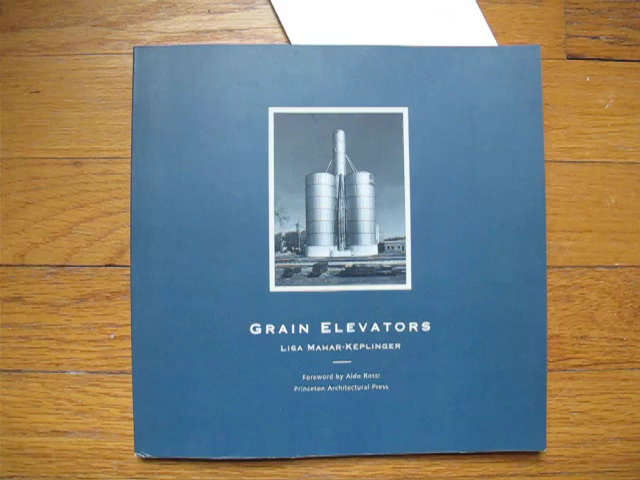 GRAIN ELEVATORS
LISA MAHAR-KEPLINGER
Foreword by Aldo Rossi
Princeton Architectural Press